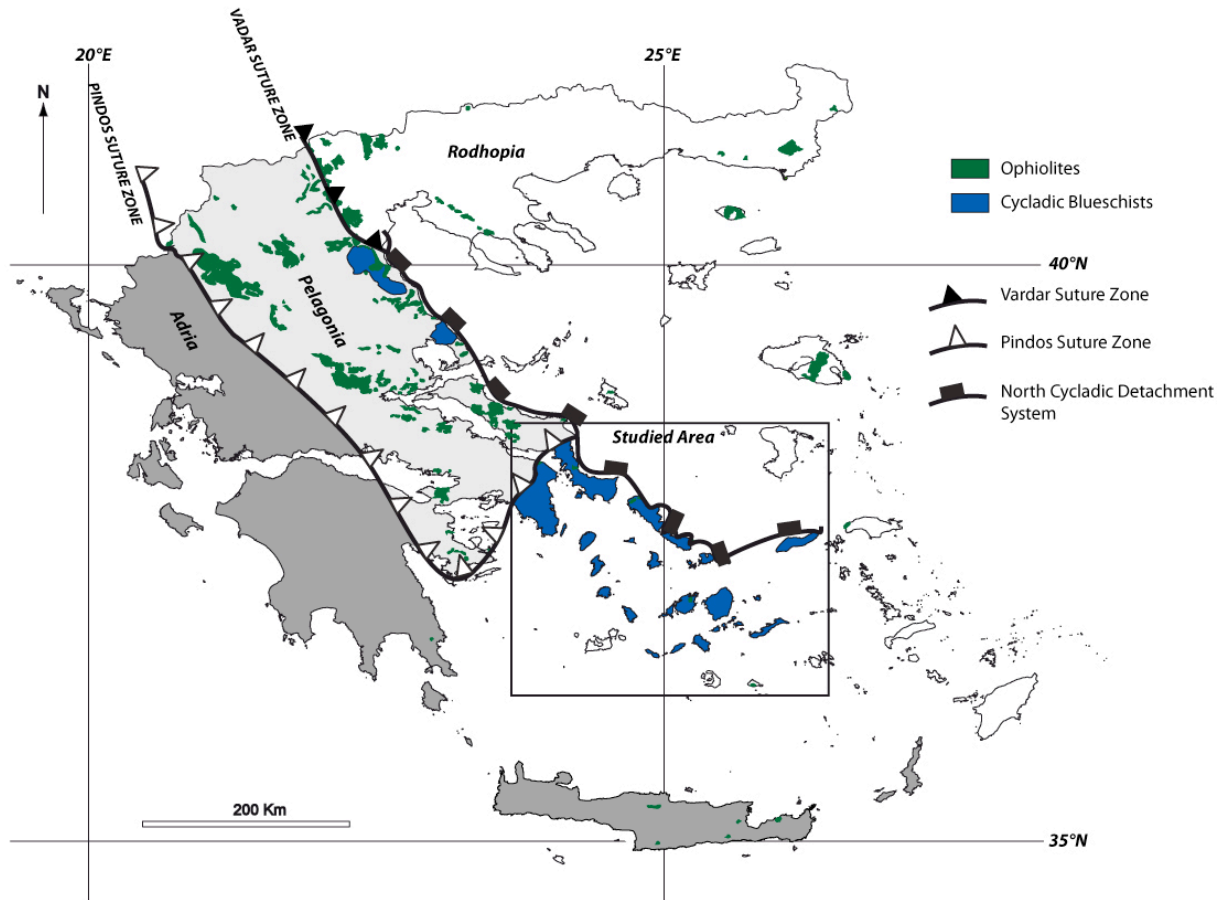 20°E
25°E
VADAR SUTURE ZONE
PINDOS SUTURE ZONE
N
Rodhopia
Ophiolites
Cycladic Blueschists
40°N
Pelagonia
Adria
Vardar Suture Zone
Pindos Suture Zone
North Cycladic Detachment
System
Studied Area
200 Km
35°N